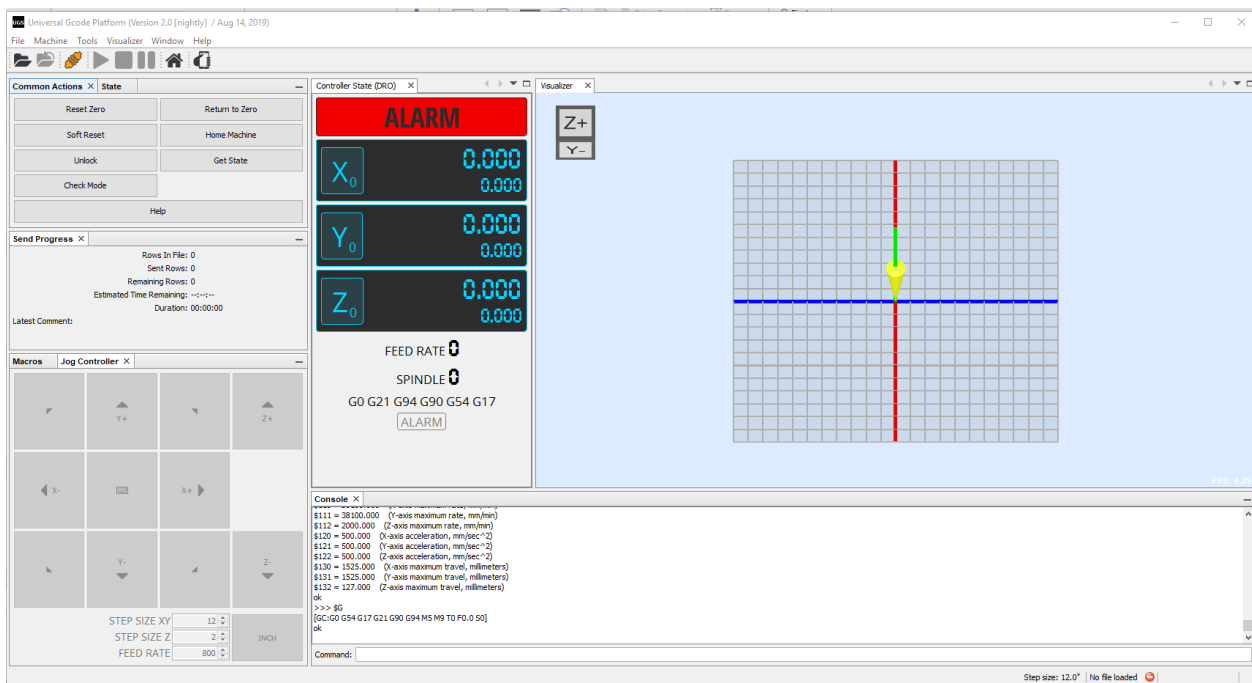 UGS Universal Gcode Platform (Version 2.0 [nightly] / Aug 14, 2019)
File Machine Tools Visualizer Window Help
Common Actions X State
Reset Zero Return to Zero
Soft Reset Home Machine
Unlock Get State
Check Mode
Help
Send Progress
Rows In File: 0
Sent Rows: 0
Remaining Rows: 0
Estimated Time Remaining: --:--:--
Duration: 00:00:00
Latest Comment:
Macros Jog Controller
Y+ Z+
X- X+
Y- Z-
STEP SIZE XY 12
STEP SIZE Z 2
FEED RATE 800
INCH
Controller State (DRO)
ALARM
X0 0.000
0.000
Y0 0.000
0.000
Z0 0.000
0.000
FEED RATE 0
SPINDLE 0
G0 G21 G94 G90 G54 G17
ALARM
Visualizer
Z+
Y-
FPS: 4.29
Console
$111 = 38100.000 (Y-axis maximum rate, mm/min)
$112 = 2000.000 (Z-axis maximum rate, mm/min)
$120 = 500.000 (X-axis acceleration, mm/sec^2)
$121 = 500.000 (Y-axis acceleration, mm/sec^2)
$122 = 500.000 (Z-axis acceleration, mm/sec^2)
$130 = 1525.000 (X-axis maximum travel, millimeters)
$131 = 1525.000 (Y-axis maximum travel, millimeters)
$132 = 127.000 (Z-axis maximum travel, millimeters)
ok
>>> $G
[GC:G0 G54 G17 G21 G90 G94 M5 M9 T0 F0.0 S0]
ok
Command:
Step size: 12.0" No file loaded